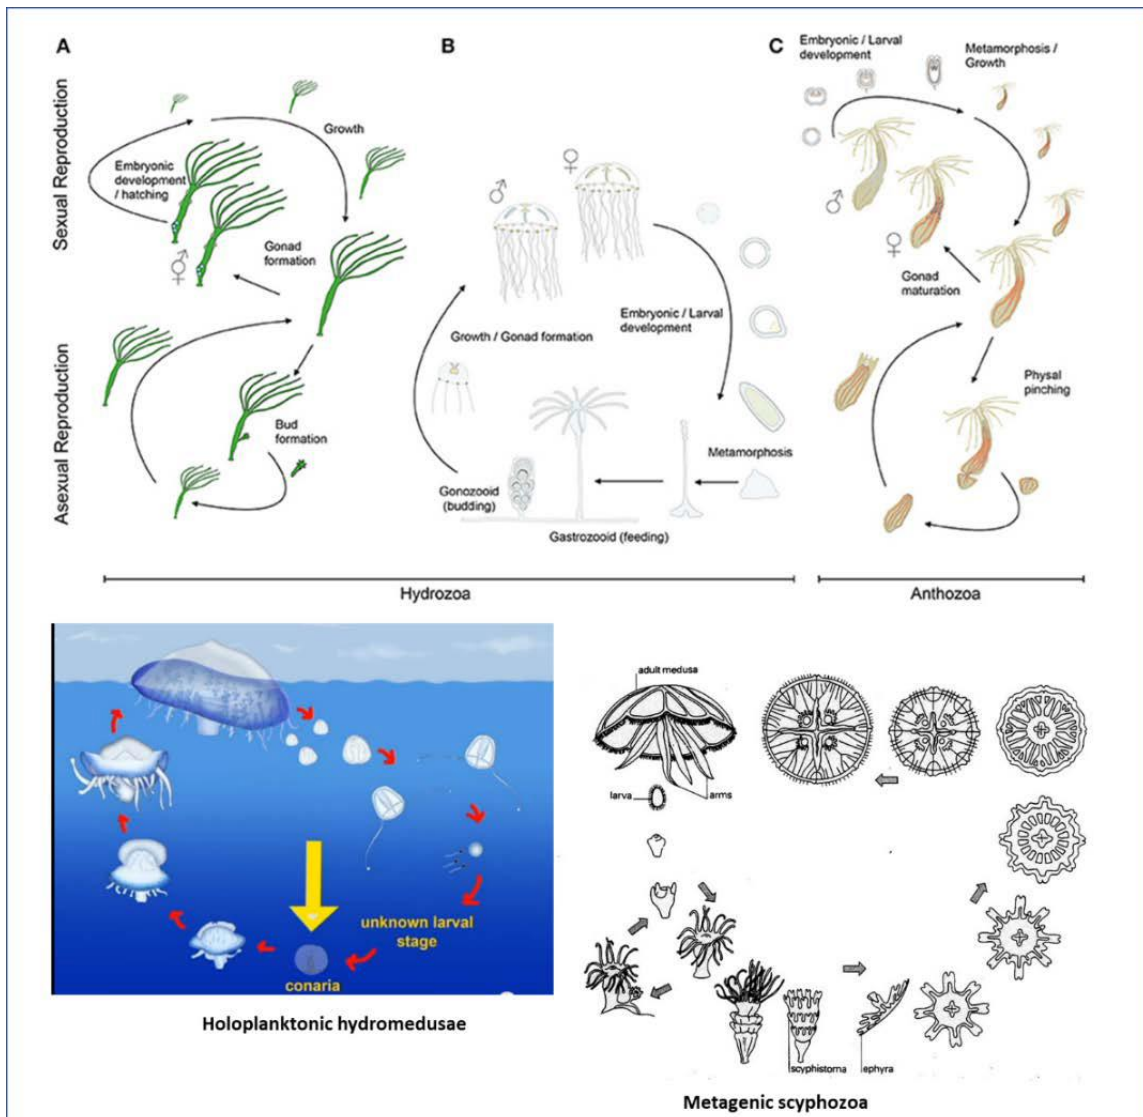 A
B
C
Sexual Reproduction
Asexual Reproduction
Growth
Embryonic
development
/ hatching
Gonad
formation
Bud
formation
♂
♀
Growth / Gonad formation
Embryonic / Larval
development
Metamorphosis
Gonozooid
(budding)
Gastrozooid (feeding)
Embryonic / Larval
development
Metamorphosis /
Growth
♂
♀
Gonad
maturation
Physal
pinching
Hydrozoa
Anthozoa
unknown larval
stage
conaria
Holoplanktonic hydromedusae
adult medusa
larva
arms
scyphistoma
ephyra
Metagenic scyphozoa